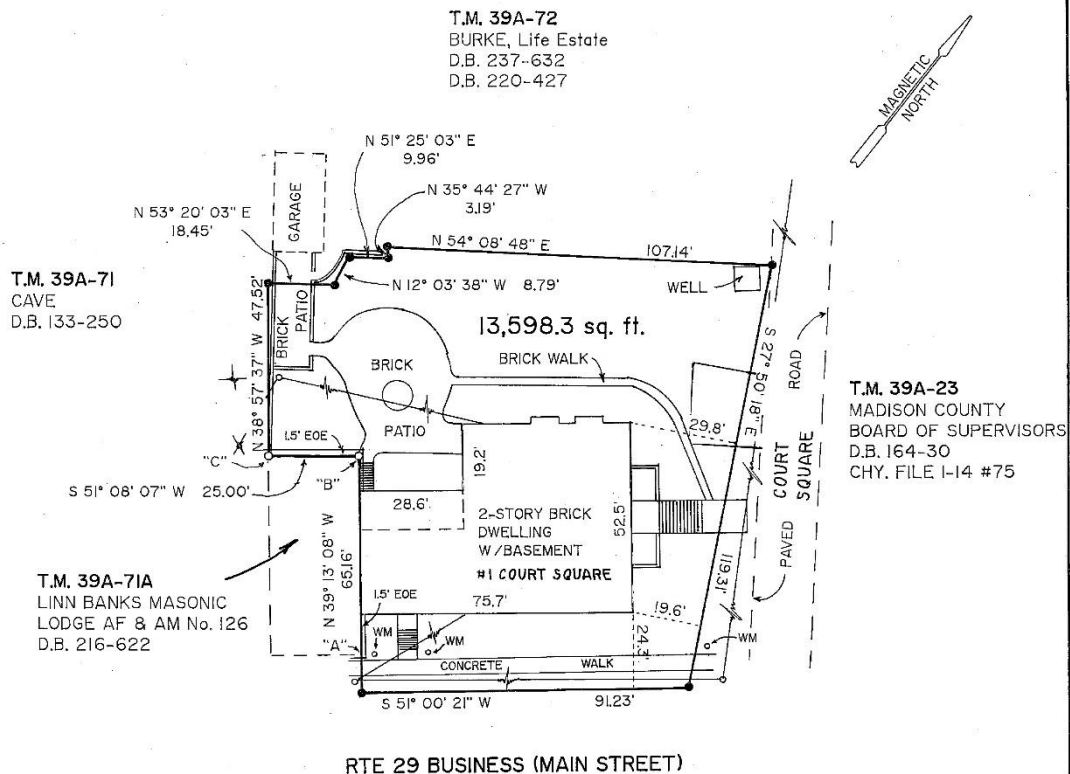 T.M. 39A-72
BURKE, Life Estate
D.B. 237-632
D.B. 220-427
MAGNETIC
NORTH
N 51° 25' 03" E
9.96'
N 35° 44' 27" W
3.19'
GARAGE
N 53° 20' 03" E
18.45'
N 54° 08' 48" E
107.14'
T.M. 39A-71
CAVE
D.B. 133-250
N 12° 03' 38" W 8.79'
WELL
N 38° 57' 37" W 47.52'
BRICK
PATIO
13,598.3 sq. ft.
BRICK
PATIO
BRICK WALK
S 27° 50' 18" E
119.31'
ROAD
PAVED
COURT
SQUARE
T.M. 39A-23
MADISON COUNTY
BOARD OF SUPERVISORS
D.B. 164-30
CHY. FILE I-14 #75
29.8'
1.5' EOE
"C"
"B"
S 51° 08' 07" W 25.00'
19.2'
28.6'
2-STORY BRICK
DWELLING
W/BASEMENT
#1 COURT SQUARE
52.5'
75.7'
N 39° 13' 08" W
65.16'
T.M. 39A-71A
LINN BANKS MASONIC
LODGE AF & AM No. 126
D.B. 216-622
1.5' EOE
"A"
WM
WM
19.6'
24.3'
WM
CONCRETE WALK
S 51° 00' 21" W 91.23'
RTE 29 BUSINESS (MAIN STREET)